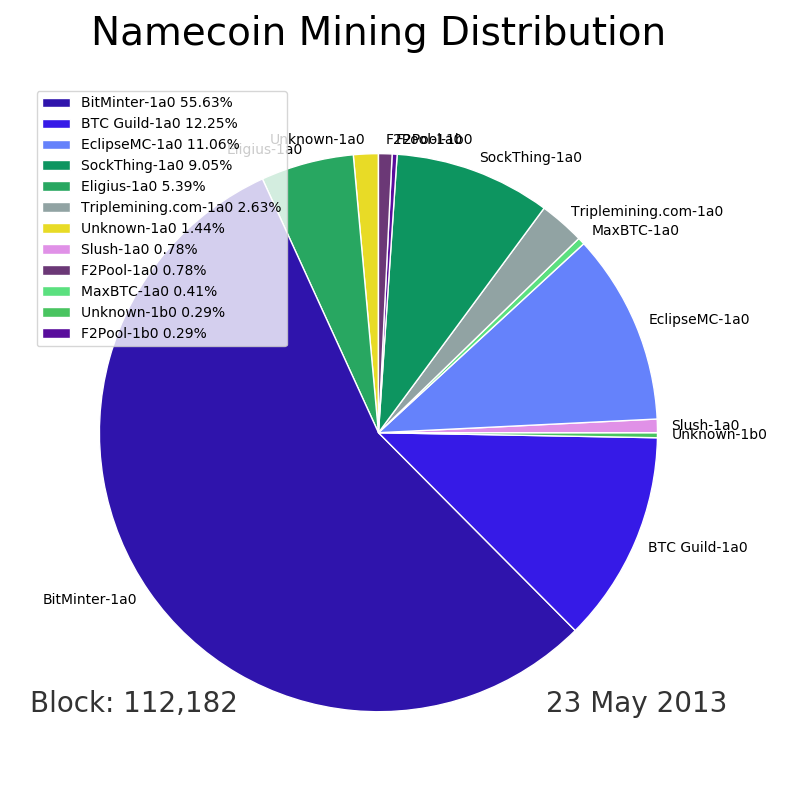 Namecoin Mining Distribution
BitMinter-1a0 55.63%
BTC Guild-1a0 12.25%
EclipseMC-1a0 11.06%
SockThing-1a0 9.05%
Eligius-1a0 5.39%
Triplemining.com-1a0 2.63%
Unknown-1a0 1.44%
Slush-1a0 0.78%
F2Pool-1a0 0.78%
MaxBTC-1a0 0.41%
Unknown-1b0 0.29%
F2Pool-1b0 0.29%
Unknown-1a0
F2Pool-1a0
F2Pool-1b0
Eligius-1a0
SockThing-1a0
Triplemining.com-1a0
MaxBTC-1a0
EclipseMC-1a0
Slush-1a0
Unknown-1b0
BTC Guild-1a0
BitMinter-1a0
Block: 112,182
23 May 2013